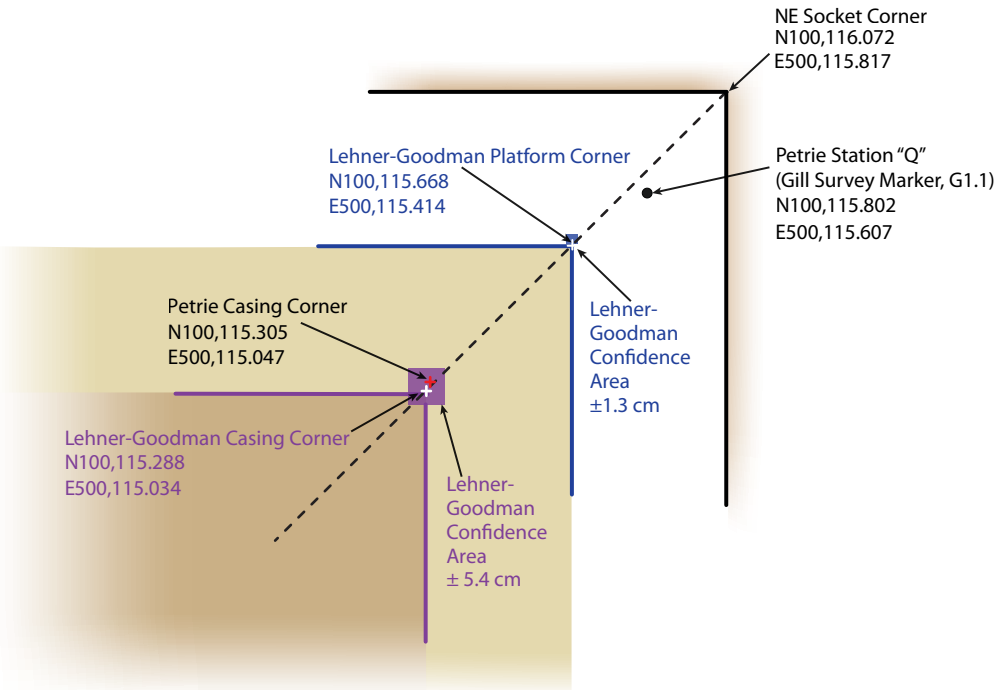 NE Socket Corner
N100,116.072
E500,115.817
Lehner-Goodman Platform Corner
N100,115.668
E500,115.414
Petrie Station “Q”
(Gill Survey Marker, G1.1)
N100,115.802
E500,115.607
Petrie Casing Corner
N100,115.305
E500,115.047
Lehner-
Goodman
Confidence
Area
±1.3 cm
Lehner-Goodman Casing Corner
N100,115.288
E500,115.034
Lehner-
Goodman
Confidence
Area
± 5.4 cm